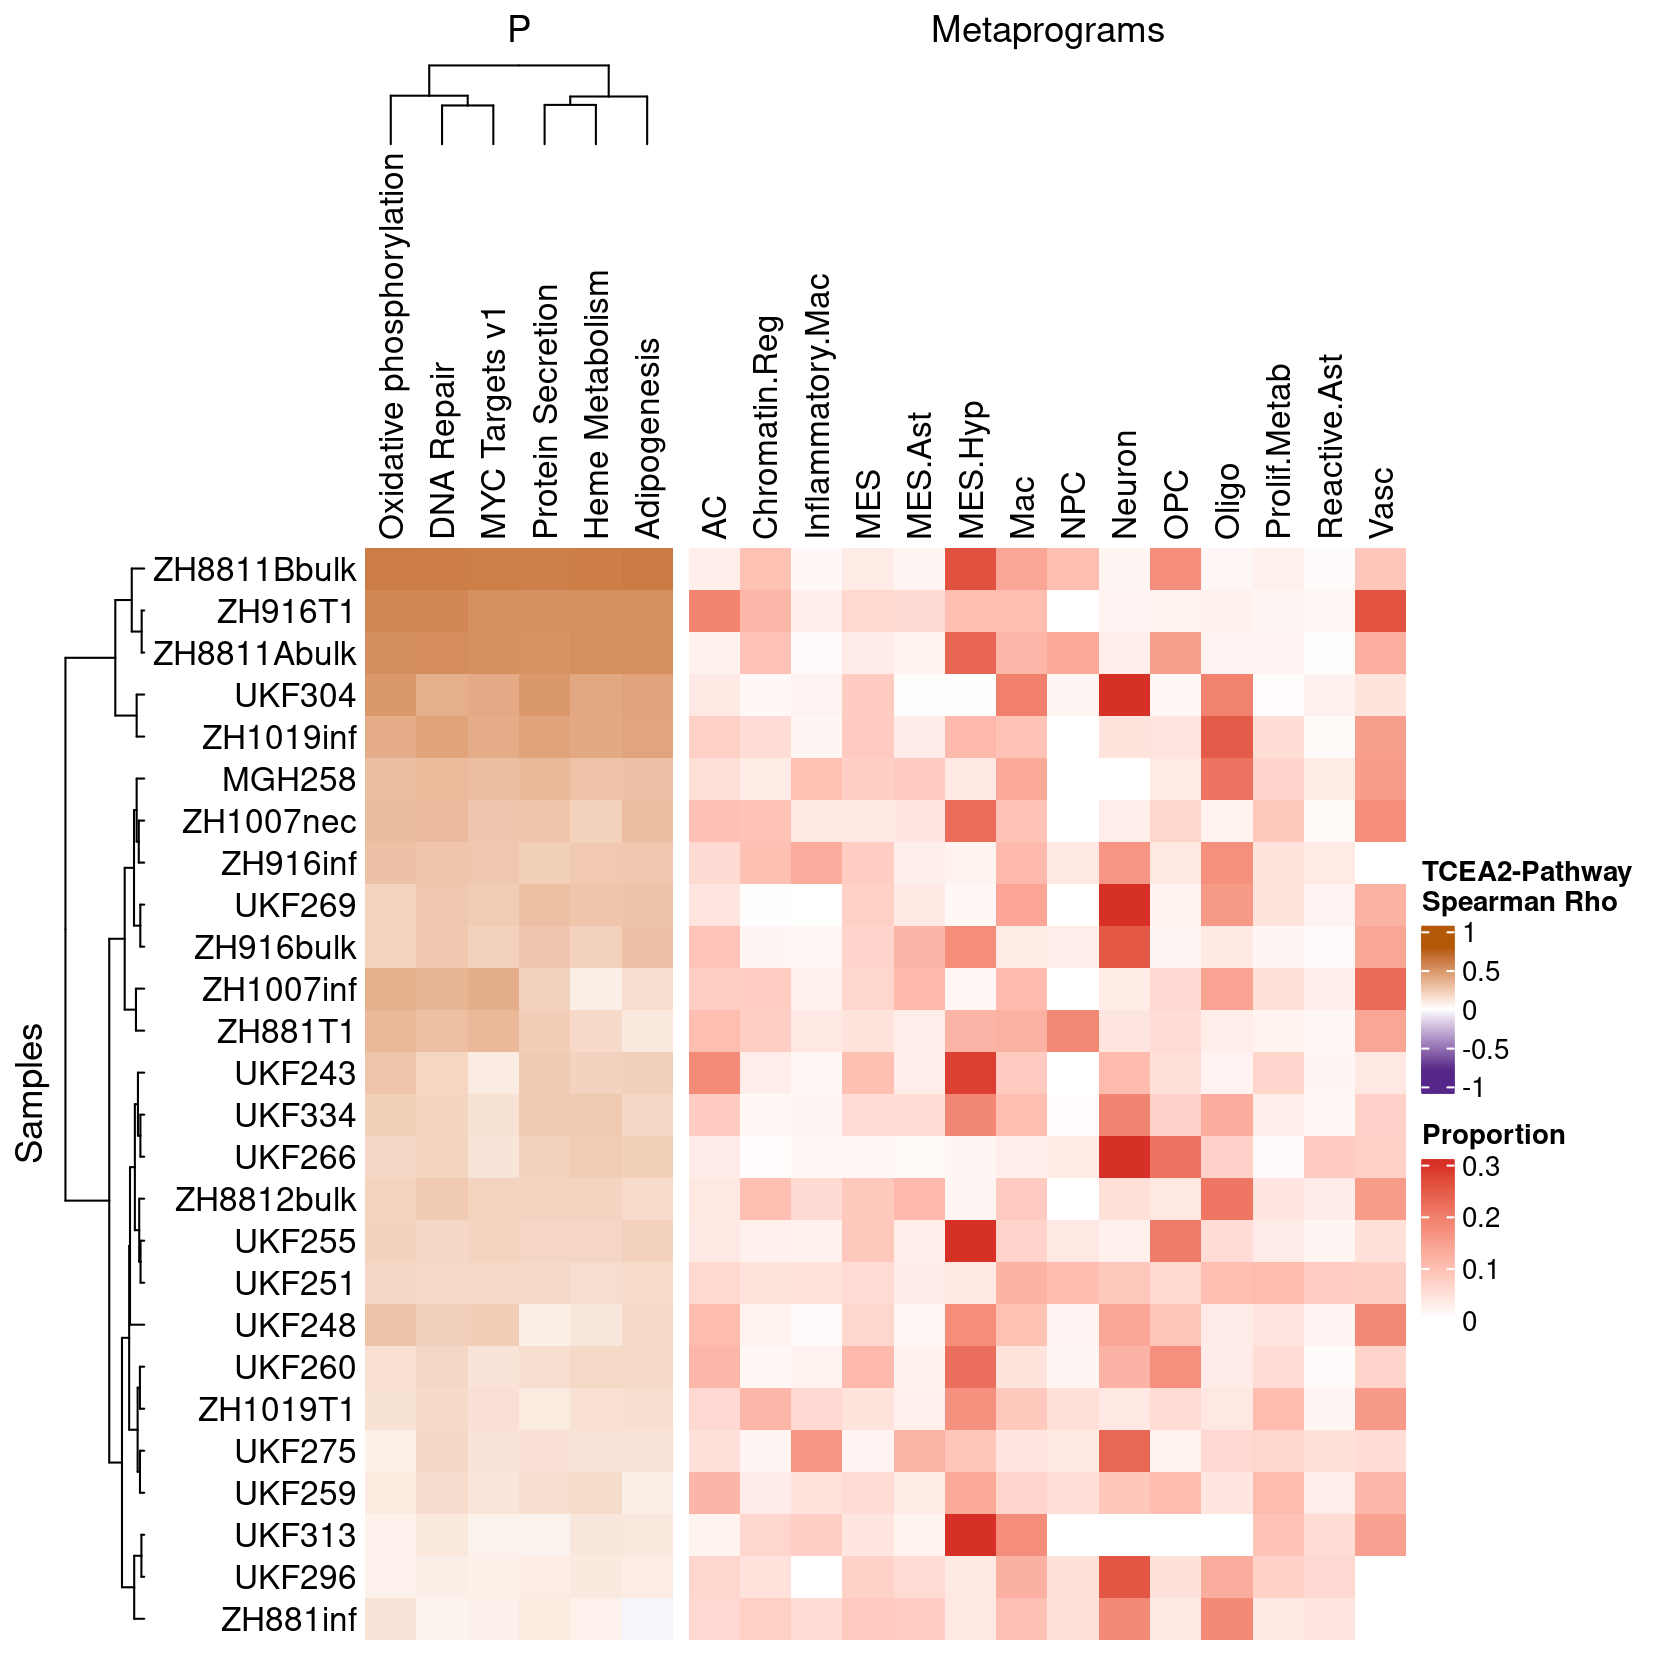 P
Metaprograms
Oxidative phosphorylation
DNA Repair
MYC Targets v1
Protein Secretion
Heme Metabolism
Adipogenesis
AC
Chromatin.Reg
Inflammatory.Mac
MES
MES.Ast
MES.Hyp
Mac
NPC
Neuron
OPC
Oligo
Prolif.Metab
Reactive.Ast
Vasc
Samples
ZH8811Bbulk
ZH916T1
ZH8811Abulk
UKF304
ZH1019inf
MGH258
ZH1007nec
ZH916inf
UKF269
ZH916bulk
ZH1007inf
ZH881T1
UKF243
UKF334
UKF266
ZH8812bulk
UKF255
UKF251
UKF248
UKF260
ZH1019T1
UKF275
UKF259
UKF313
UKF296
ZH881inf
TCEA2-Pathway
Spearman Rho
1
0.5
0
-0.5
-1
Proportion
0.3
0.2
0.1
0